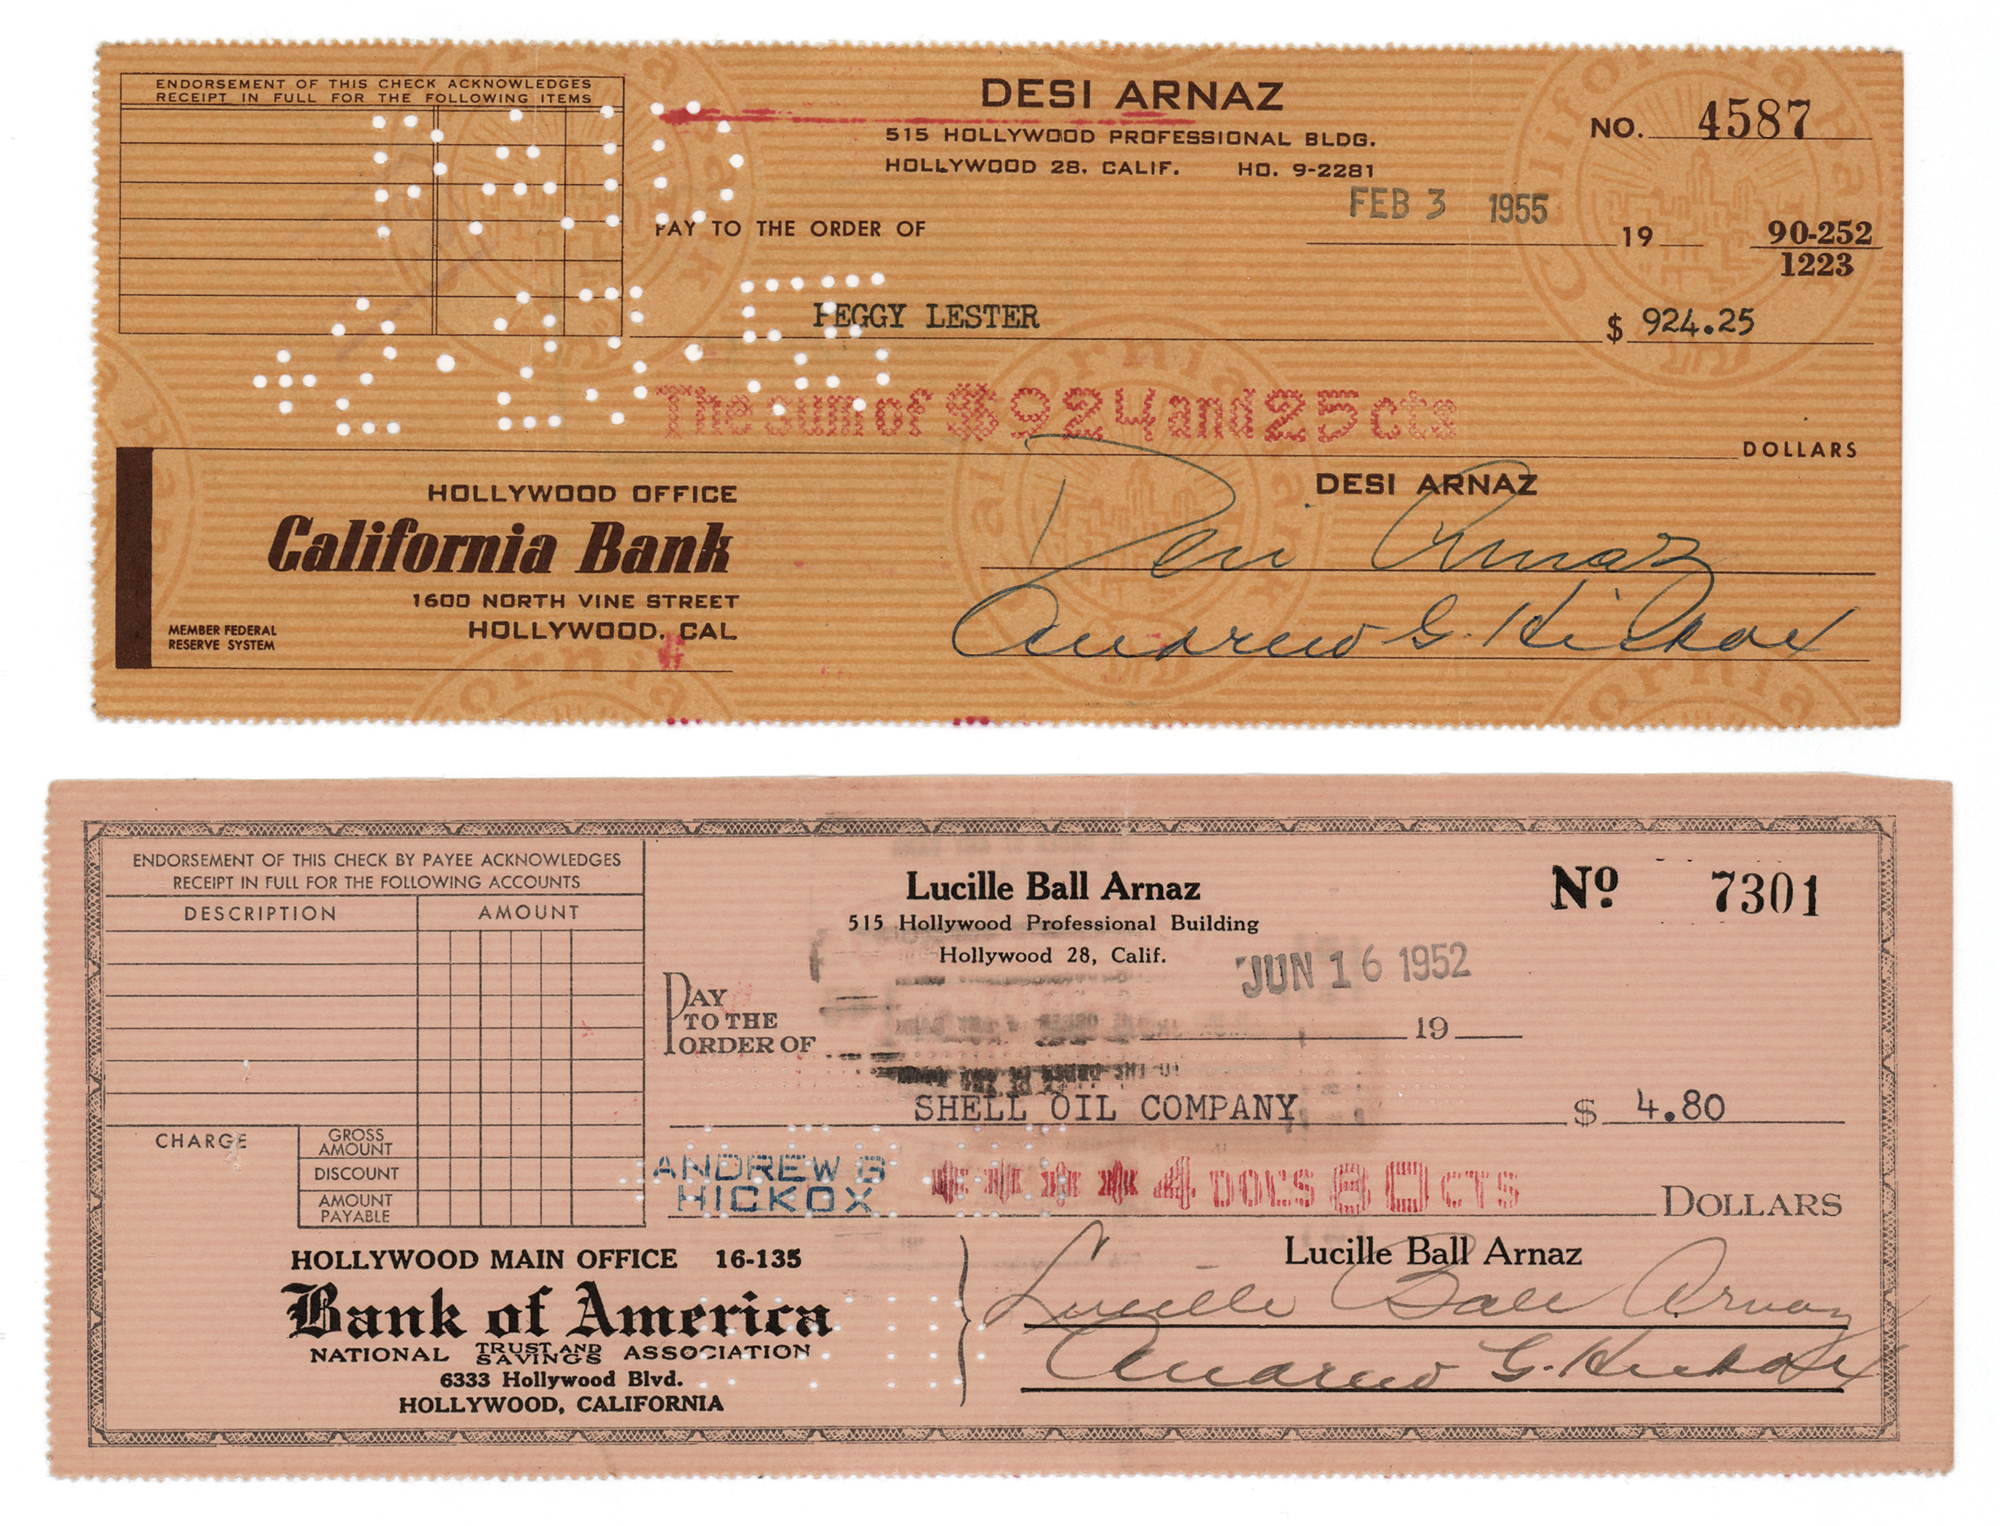 ENDORSEMENT OF THIS CHECK ACKNOWLEDGES
RECEIPT IN FULL FOR THE FOLLOWING ITEMS
DESI ARNAZ
515 HOLLYWOOD PROFESSIONAL BLDG.
HOLLYWOOD 28, CALIF. HO. 9-2281
NO. 4587
FEB 3 1955
PAY TO THE ORDER OF
19
90-252
1223
PEGGY LESTER
$ 924.25
The sum of $924 and 25 cts
DOLLARS
HOLLYWOOD OFFICE
California Bank
1600 NORTH VINE STREET
HOLLYWOOD, CAL
MEMBER FEDERAL
RESERVE SYSTEM
DESI ARNAZ
Desi Arnaz
Andrew G. Hickox
ENDORSEMENT OF THIS CHECK BY PAYEE ACKNOWLEDGES
RECEIPT IN FULL FOR THE FOLLOWING ACCOUNTS
DESCRIPTION AMOUNT
CHARGE
GROSS AMOUNT
DISCOUNT
AMOUNT PAYABLE
Lucille Ball Arnaz
515 Hollywood Professional Building
Hollywood 28, Calif.
Nº 7301
JUN 16 1952
PAY
TO THE
ORDER OF
19
SHELL OIL COMPANY
$ 4.80
ANDREW G
HICKOX
4 DOLS 80 CTS
DOLLARS
HOLLYWOOD MAIN OFFICE 16-135
Bank of America
NATIONAL TRUST AND SAVINGS ASSOCIATION
6333 Hollywood Blvd.
HOLLYWOOD, CALIFORNIA
Lucille Ball Arnaz
Lucille Ball Arnaz
Andrew G. Hickox